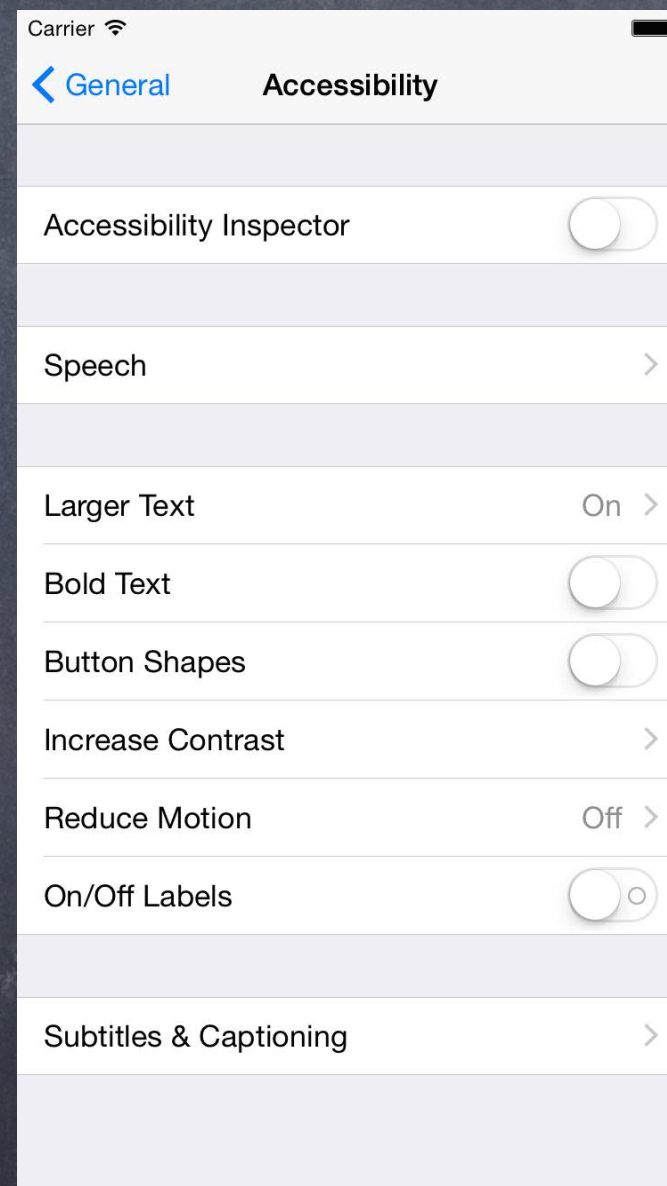 Carrier
General Accessibility
Accessibility Inspector
Speech
Larger Text On
Bold Text
Button Shapes
Increase Contrast
Reduce Motion Off
On/Off Labels
Subtitles & Captioning